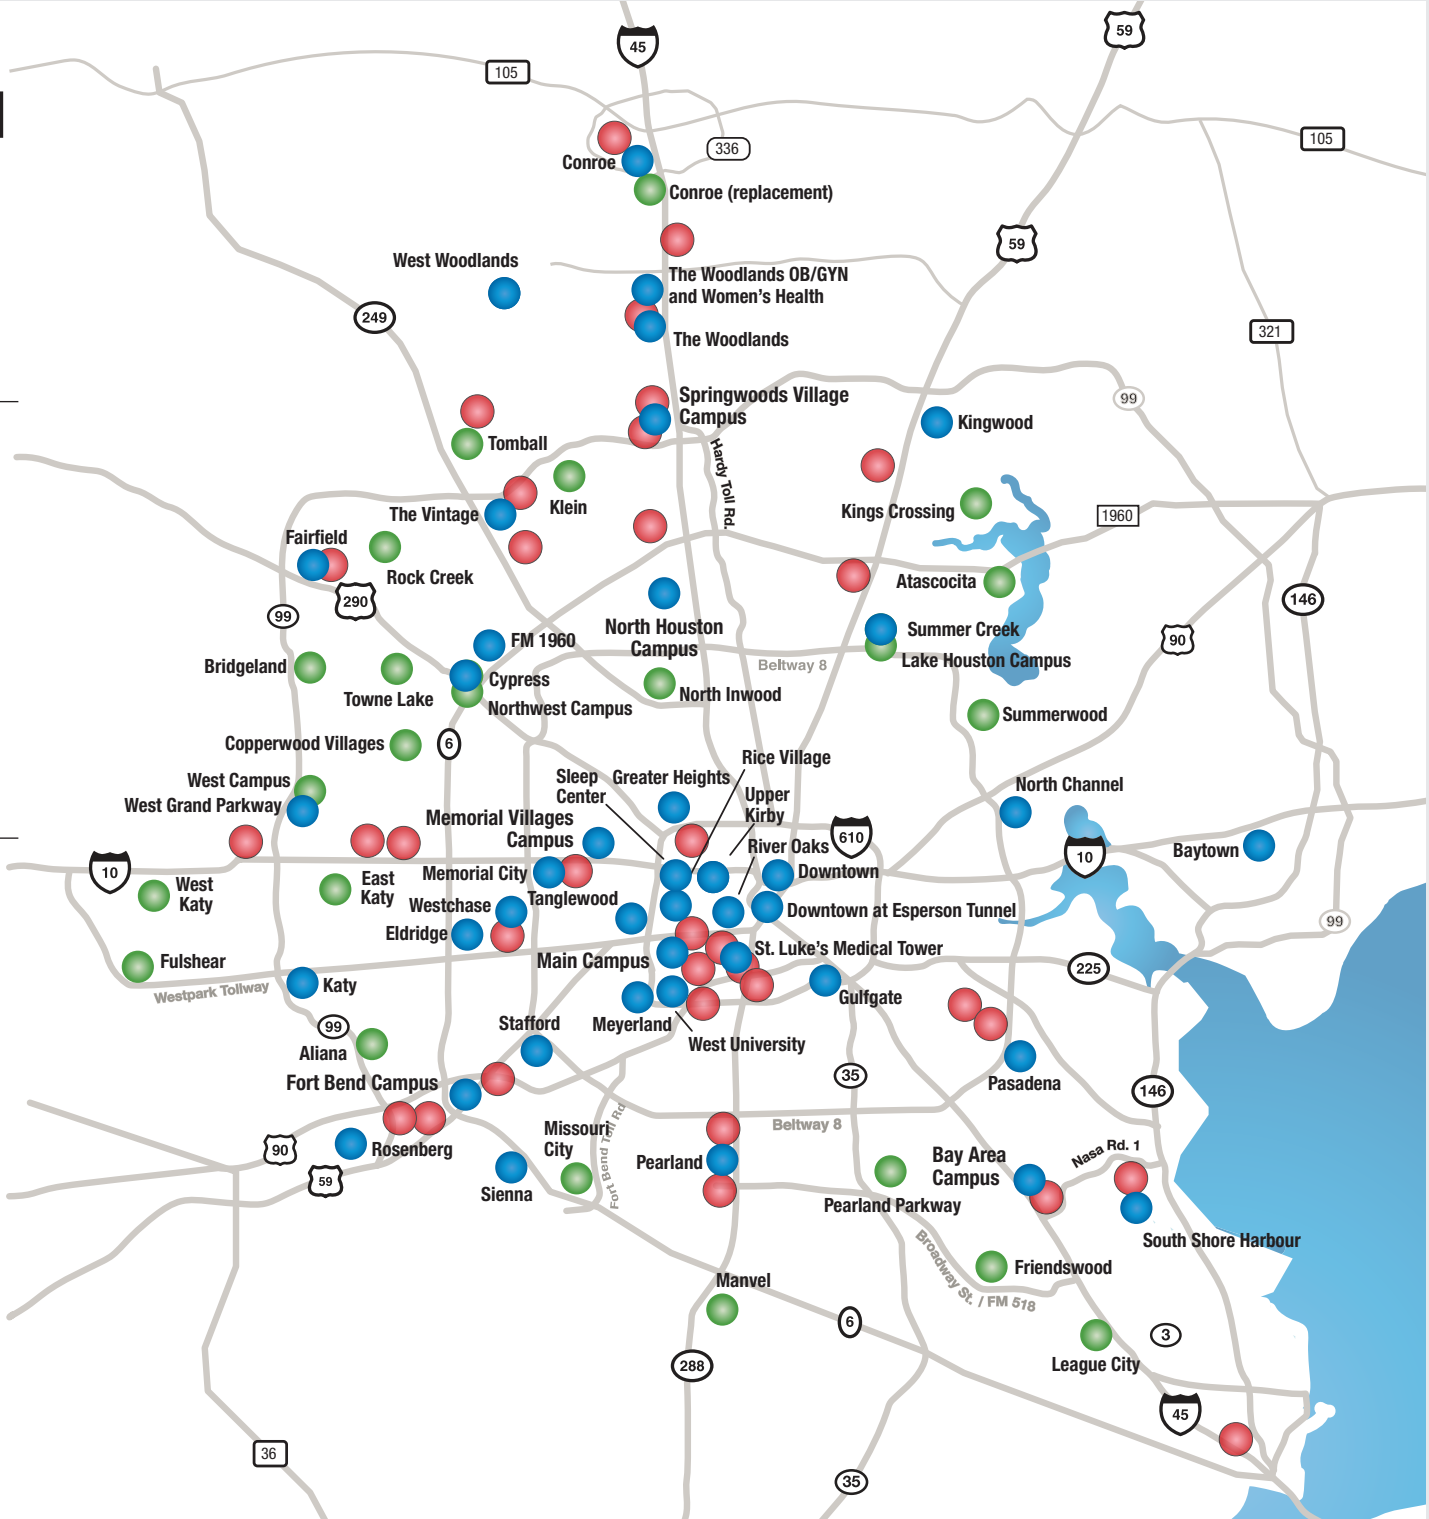 45
59
105
336
105
Conroe
Conroe (replacement)
59
West Woodlands
The Woodlands OB/GYN
and Women's Health
249
The Woodlands
321
Springwoods Village
Campus
99
Kingwood
Tomball
Hardy Toll Rd.
Klein
The Vintage
Kings Crossing
1960
Fairfield
Rock Creek
Atascocita
290
99
146
North Houston
Campus
FM 1960
Summer Creek
90
Lake Houston Campus
Bridgeland
Beltway 8
Cypress
Towne Lake
North Inwood
Northwest Campus
Summerwood
Copperwood Villages
6
Rice Village
West Campus
Sleep
Center
Greater Heights
North Channel
West Grand Parkway
Upper
Kirby
Memorial Villages
Campus
610
River Oaks
10
Baytown
10
Memorial City
Downtown
West
Katy
East
Katy
Tanglewood
Westchase
Downtown at Esperson Tunnel
99
Eldridge
St. Luke's Medical Tower
Main Campus
Fulshear
225
Westpark Tollway
Katy
Gulfgate
Meyerland
99
Stafford
West University
Aliana
35
Fort Bend Campus
Pasadena
146
Missouri
City
Fort Bend Toll Rd
Beltway 8
90
Rosenberg
Nasa Rd. 1
Pearland
Bay Area
Campus
59
Sienna
Pearland Parkway
South Shore Harbour
Broadway St. / FM 518
Friendswood
Manvel
6
3
288
League City
45
36
35